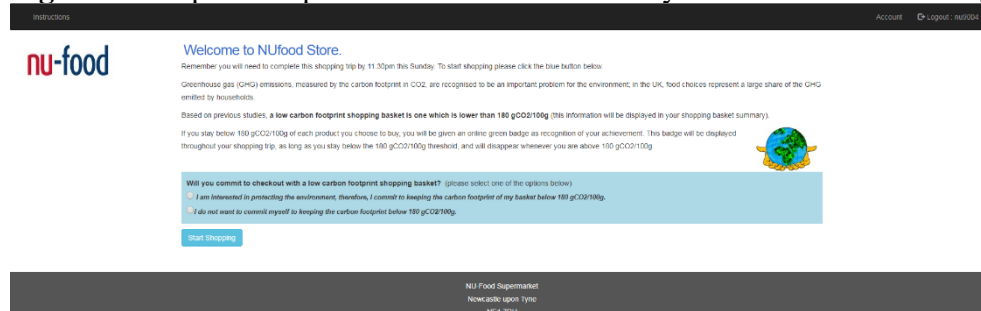 Instructions
Account
Logout : nu9004
nu-food
Welcome to NUfood Store.
Remember you will need to complete this shopping trip by 11.30pm this Sunday. To start shopping please click the blue button below.
Greenhouse gas (GHG) emissions, measured by the carbon footprint in CO2, are recognised to be an important problem for the environment; in the UK, food choices represent a large share of the GHG
emitted by households.
Based on previous studies, a low carbon footprint shopping basket is one which is lower than 180 gCO2/100g (this information will be displayed in your shopping basket summary).
If you stay below 180 gCO2/100g of each product you choose to buy, you will be given an online green badge as recognition of your achievement. This badge will be displayed
throughout your shopping trip, as long as you stay below the 180 gCO2/100g threshold, and will disappear whenever you are above 180 gCO2/100g.
Will you commit to checkout with a low carbon footprint shopping basket? (please select one of the options below)
I am interested in protecting the environment, therefore, I commit to keeping the carbon footprint of my basket below 180 gCO2/100g.
I do not want to commit myself to keeping the carbon footprint below 180 gCO2/100g.
Start Shopping
NU-Food Supermarket
Newcastle upon Tyne